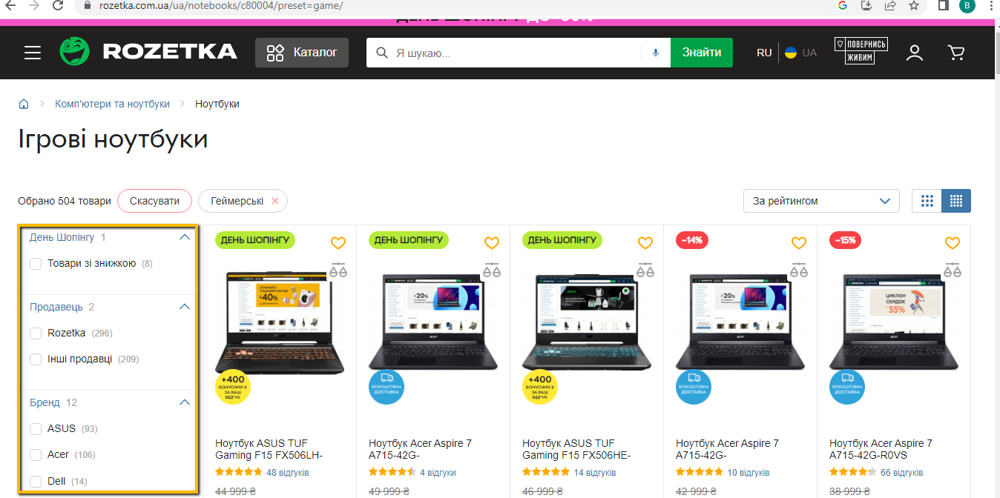 rozetka.com.ua/ua/notebooks/c80004/preset=game/
B
ROZETKA
Каталог
Я шукаю...
Знайти
RU
UA
ПОВЕРНИСЬ
ЖИВИМ
Комп'ютери та ноутбуки
Ноутбуки
Ігрові ноутбуки
Обрано 504 товари
Скасувати
Геймерські
За рейтингом
День Шопінгу 1
Товари зі знижкою (8)
Продавець 2
Rozetka (296)
Інші продавці (209)
Бренд 12
ASUS (93)
Acer (106)
Dell (14)
ДЕНЬ ШОПІНГУ
+400
БОНУСНИХ ₴
ЗА ВАШ
ВІДГУК
Ноутбук ASUS TUF
Gaming F15 FX506LH-
48 відгуків
44 999 ₴
ДЕНЬ ШОПІНГУ
БЕЗКОШТОВНА
ДОСТАВКА
Ноутбук Acer Aspire 7
A715-42G-
4 відгуки
49 999 ₴
ДЕНЬ ШОПІНГУ
+400
БОНУСНИХ ₴
ЗА ВАШ
ВІДГУК
Ноутбук ASUS TUF
Gaming F15 FX506HE-
14 відгуків
46 999 ₴
−14%
БЕЗКОШТОВНА
ДОСТАВКА
Ноутбук Acer Aspire 7
A715-42G-
10 відгуків
42 999 ₴
−15%
ЦИКЛОН
СКИДОК
-55%
БЕЗКОШТОВНА
ДОСТАВКА
Ноутбук Acer Aspire 7
A715-42G-R0VS
66 відгуків
38 999 ₴